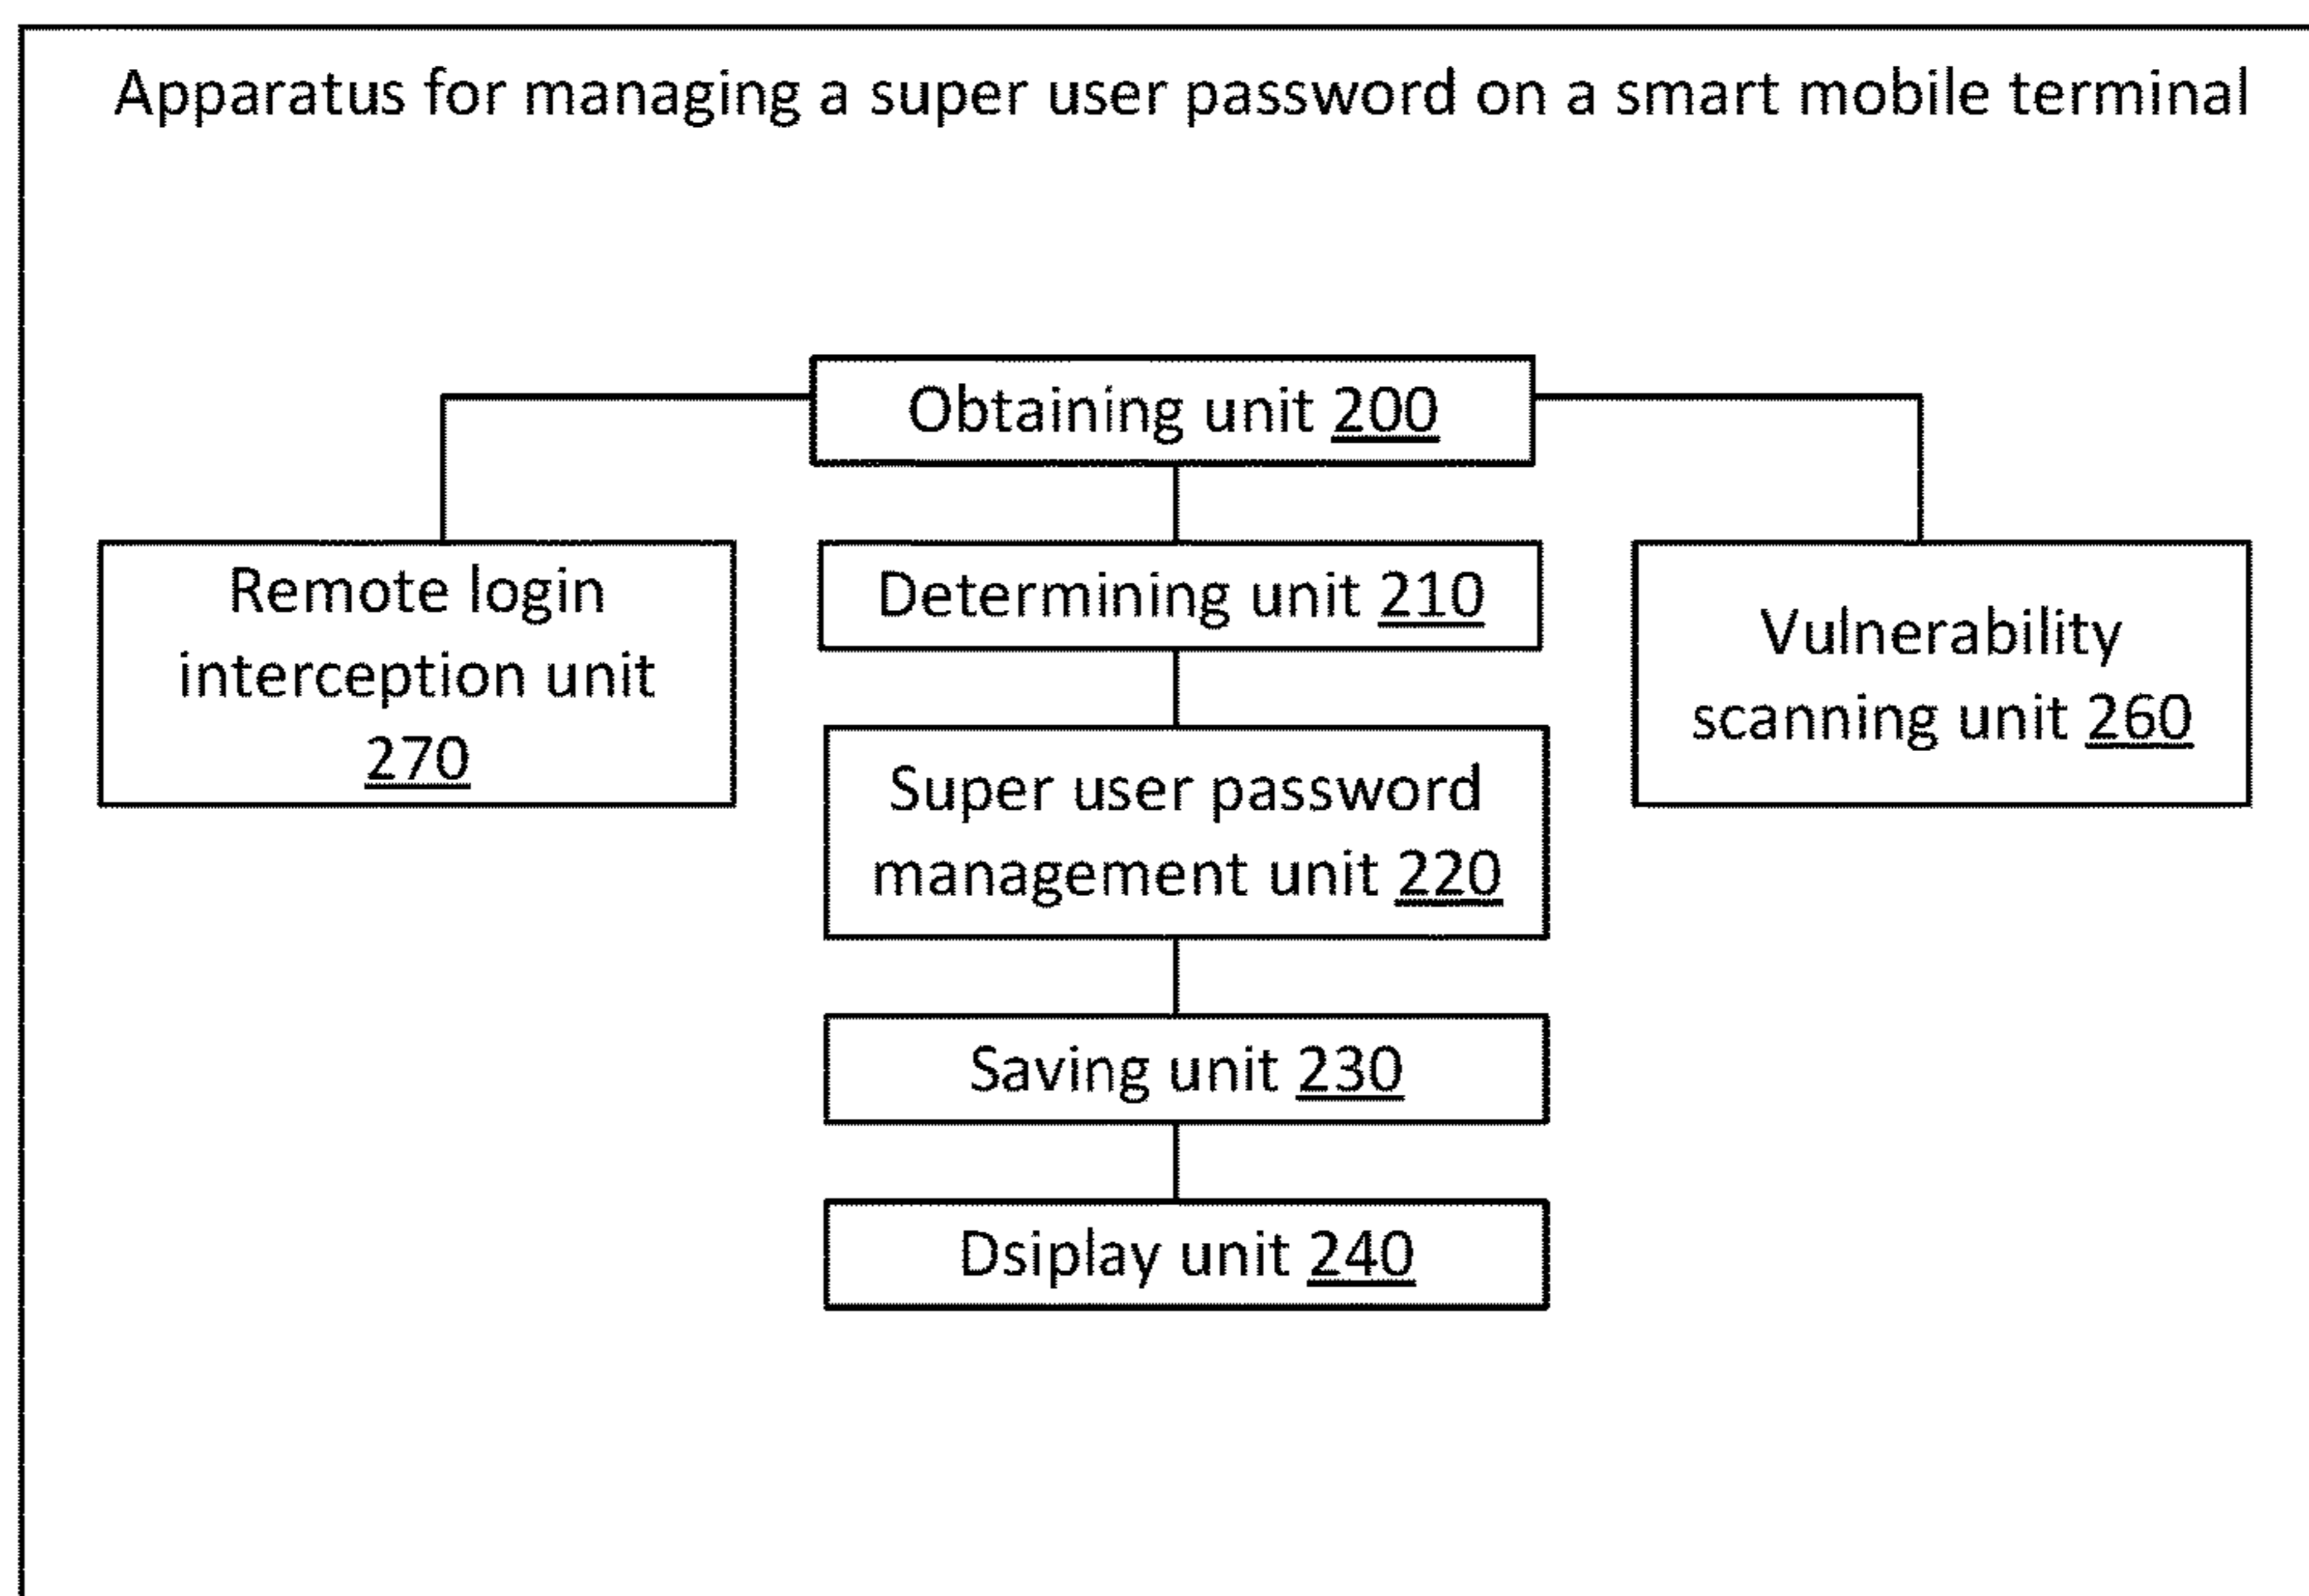 Apparatus for managing a super user password on a smart mobile terminal
Obtaining unit 200
Remote login
interception unit
270
Determining unit 210
Vulnerability
scanning unit 260
Super user password
management unit 220
Saving unit 230
Dsiplay unit 240